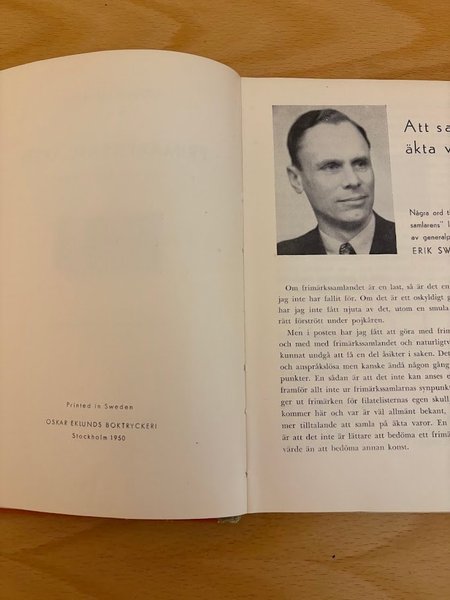 Printed in Sweden
OSKAR EKLUNDS BOKTRYCKERI
Stockholm 1950
Att sa
äkta v
Några ord ti
samlarens" l
av generalp
ERIK SW
Om frimärkssamlandet är en last, så är det en
jag inte har fallit för. Om det är ett oskyldigt g
har jag inte fått njuta av det, utom en smula
rätt förstrött under pojkåren.
Men i posten har jag fått att göra med frim
och med med frimärkssamlandet och naturligtv
kunnat undgå att få en del åsikter i saken. Det
och anspråkslösa men kanske ändå någon gång
punkter. En sådan är att det inte kan anses e
framför allt inte ur frimärkssamlarnas synpunkt
ger ut frimärken för filatelisternas egen skull
kommer här och var är väl allmänt bekant,
mer tilltalande att samla på äkta varor. En
är att det inte är lättare att bedöma ett frimä
värde än att bedöma annan konst.